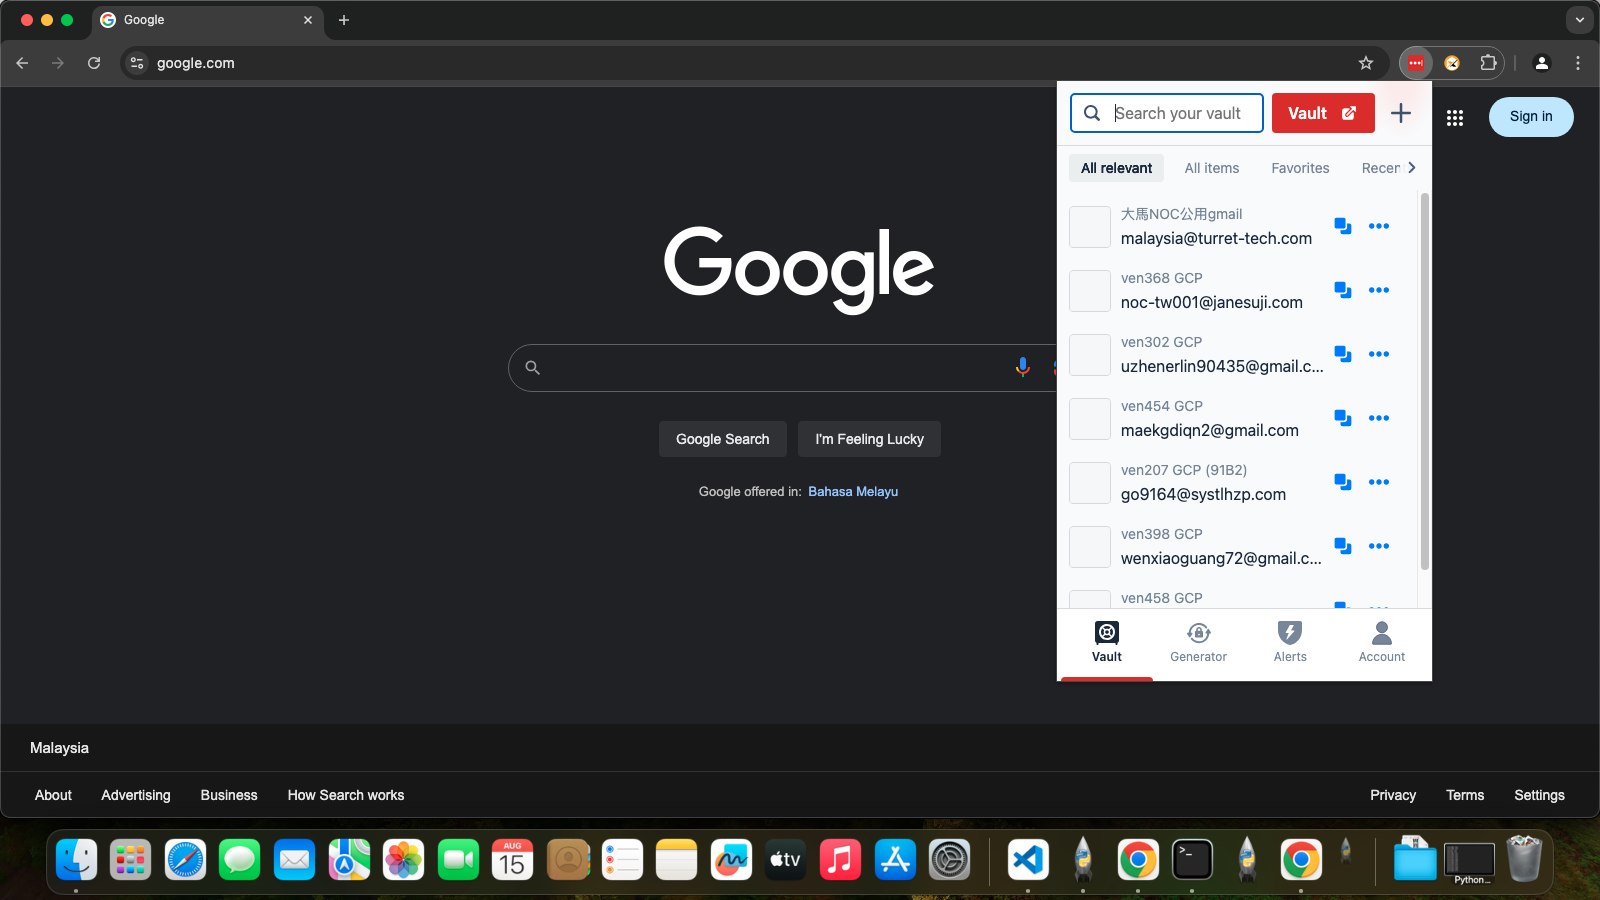 Google
google.com
Search your vault
Vault
Sign in
All relevant
All items
Favorites
Recen
大馬NOC公用gmail
malaysia@turret-tech.com
ven368 GCP
noc-tw001@janesuji.com
ven302 GCP
uzhenerlin90435@gmail.c...
ven454 GCP
maekgdiqn2@gmail.com
ven207 GCP (91B2)
go9164@systlhzp.com
ven398 GCP
wenxiaoguang72@gmail.c...
ven458 GCP
Vault
Generator
Alerts
Account
Google
Google Search
I'm Feeling Lucky
Google offered in: Bahasa Melayu
Malaysia
About
Advertising
Business
How Search works
Privacy
Terms
Settings
AUG
15
tv
>_
Python...